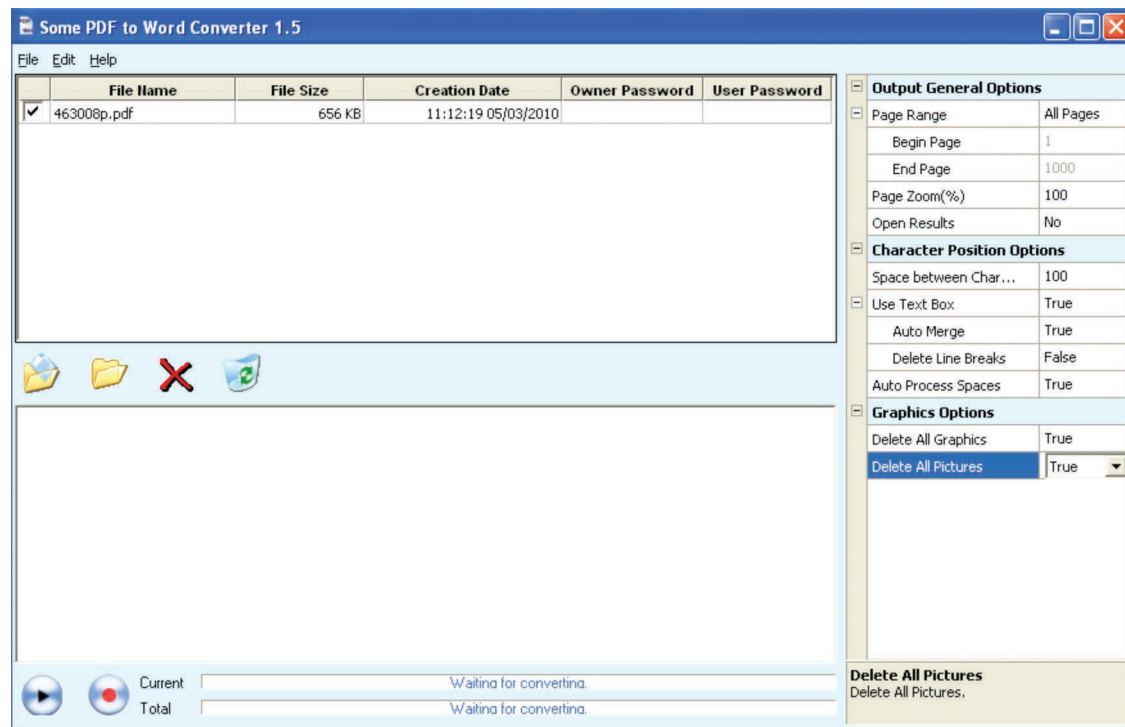 Some PDF to Word Converter 1.5
File Edit Help
File Name File Size Creation Date Owner Password User Password
463008p.pdf 656 KB 11:12:19 05/03/2010
Output General Options
Page Range All Pages
Begin Page 1
End Page 1000
Page Zoom(%) 100
Open Results No
Character Position Options
Space between Char... 100
Use Text Box True
Auto Merge True
Delete Line Breaks False
Auto Process Spaces True
Graphics Options
Delete All Graphics True
Delete All Pictures True
Current Waiting for converting.
Total Waiting for converting.
Delete All Pictures
Delete All Pictures.